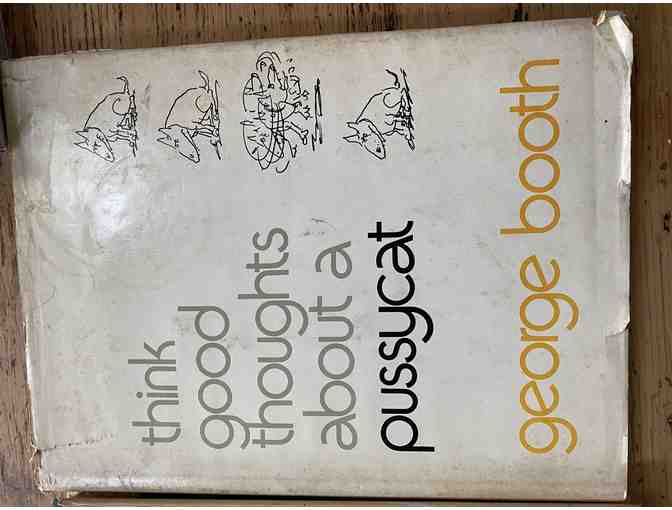 think
good
thoughts
about a
pussycat
george booth